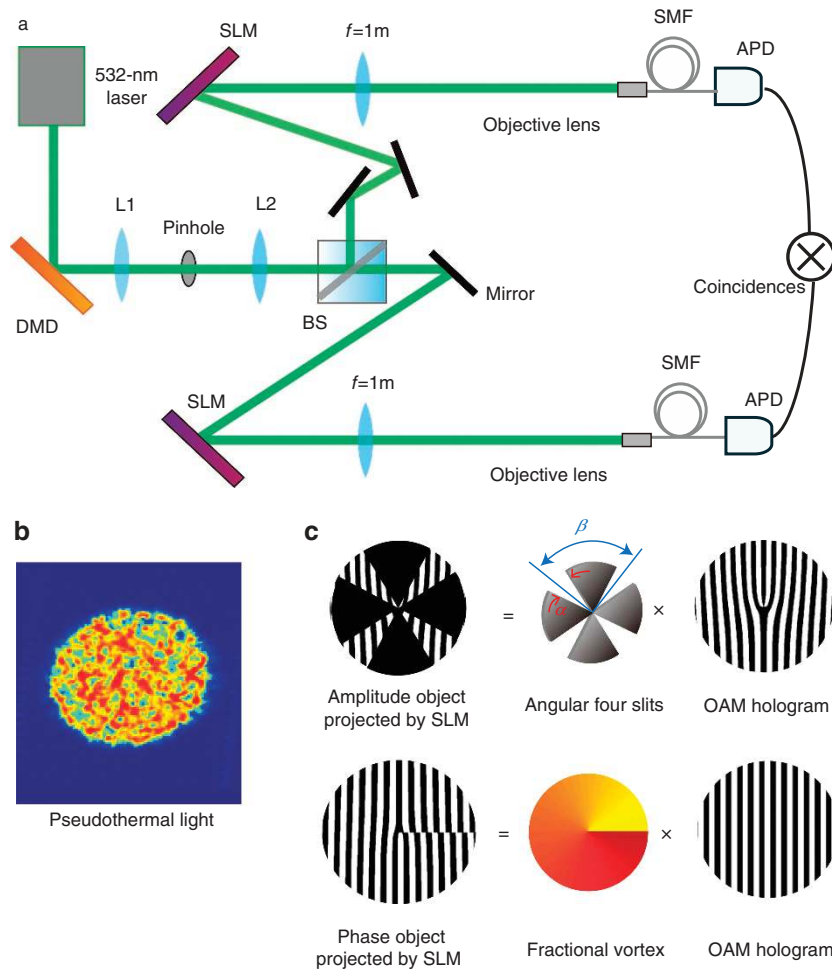 a
SLM
f=1m
SMF
APD
532-nm
laser
Objective lens
L1
L2
Pinhole
DMD
BS
Mirror
Coincidences
SLM
f=1m
SMF
APD
Objective lens
b
Pseudothermal light
c
β
α
=
×
Amplitude object
projected by SLM
Angular four slits
OAM hologram
=
×
Phase object
projected by SLM
Fractional vortex
OAM hologram